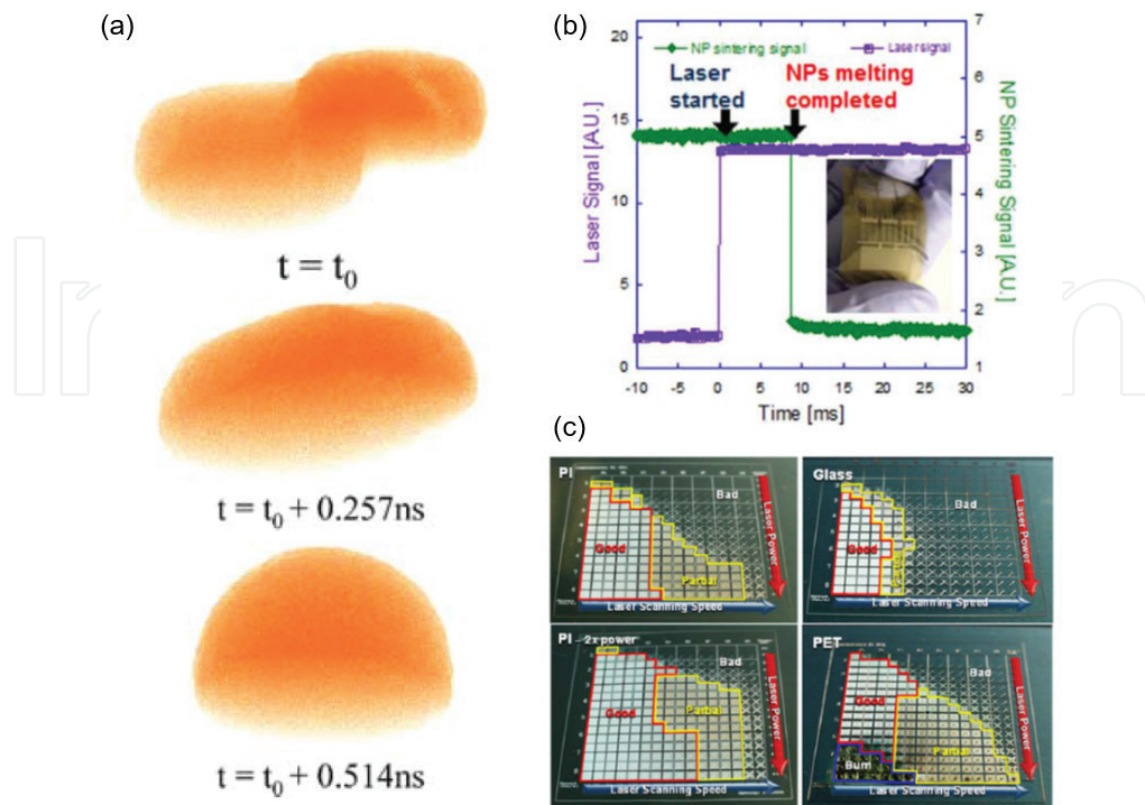 (a)
t = t0
t = t0 + 0.257ns
t = t0 + 0.514ns
(b)
NP sintering signal
Laser signal
Laser
started
NPs melting
completed
Laser Signal [A.U.]
20
15
10
5
0
NP Sintering Signal [A.U.]
7
6
5
4
3
2
1
-10 -5 0 5 10 15 20 25 30
Time [ms]
(c)
PI
Bad
Good
Partial
Laser Power
Laser Scanning Speed
Glass
Bad
Good
Laser Power
Laser Scanning Speed
PI - 2x power
Bad
Good
Partial
Laser Power
Laser Scanning Speed
PET
Bad
Good
Partial
Burn
Laser Power
Laser Scanning Speed